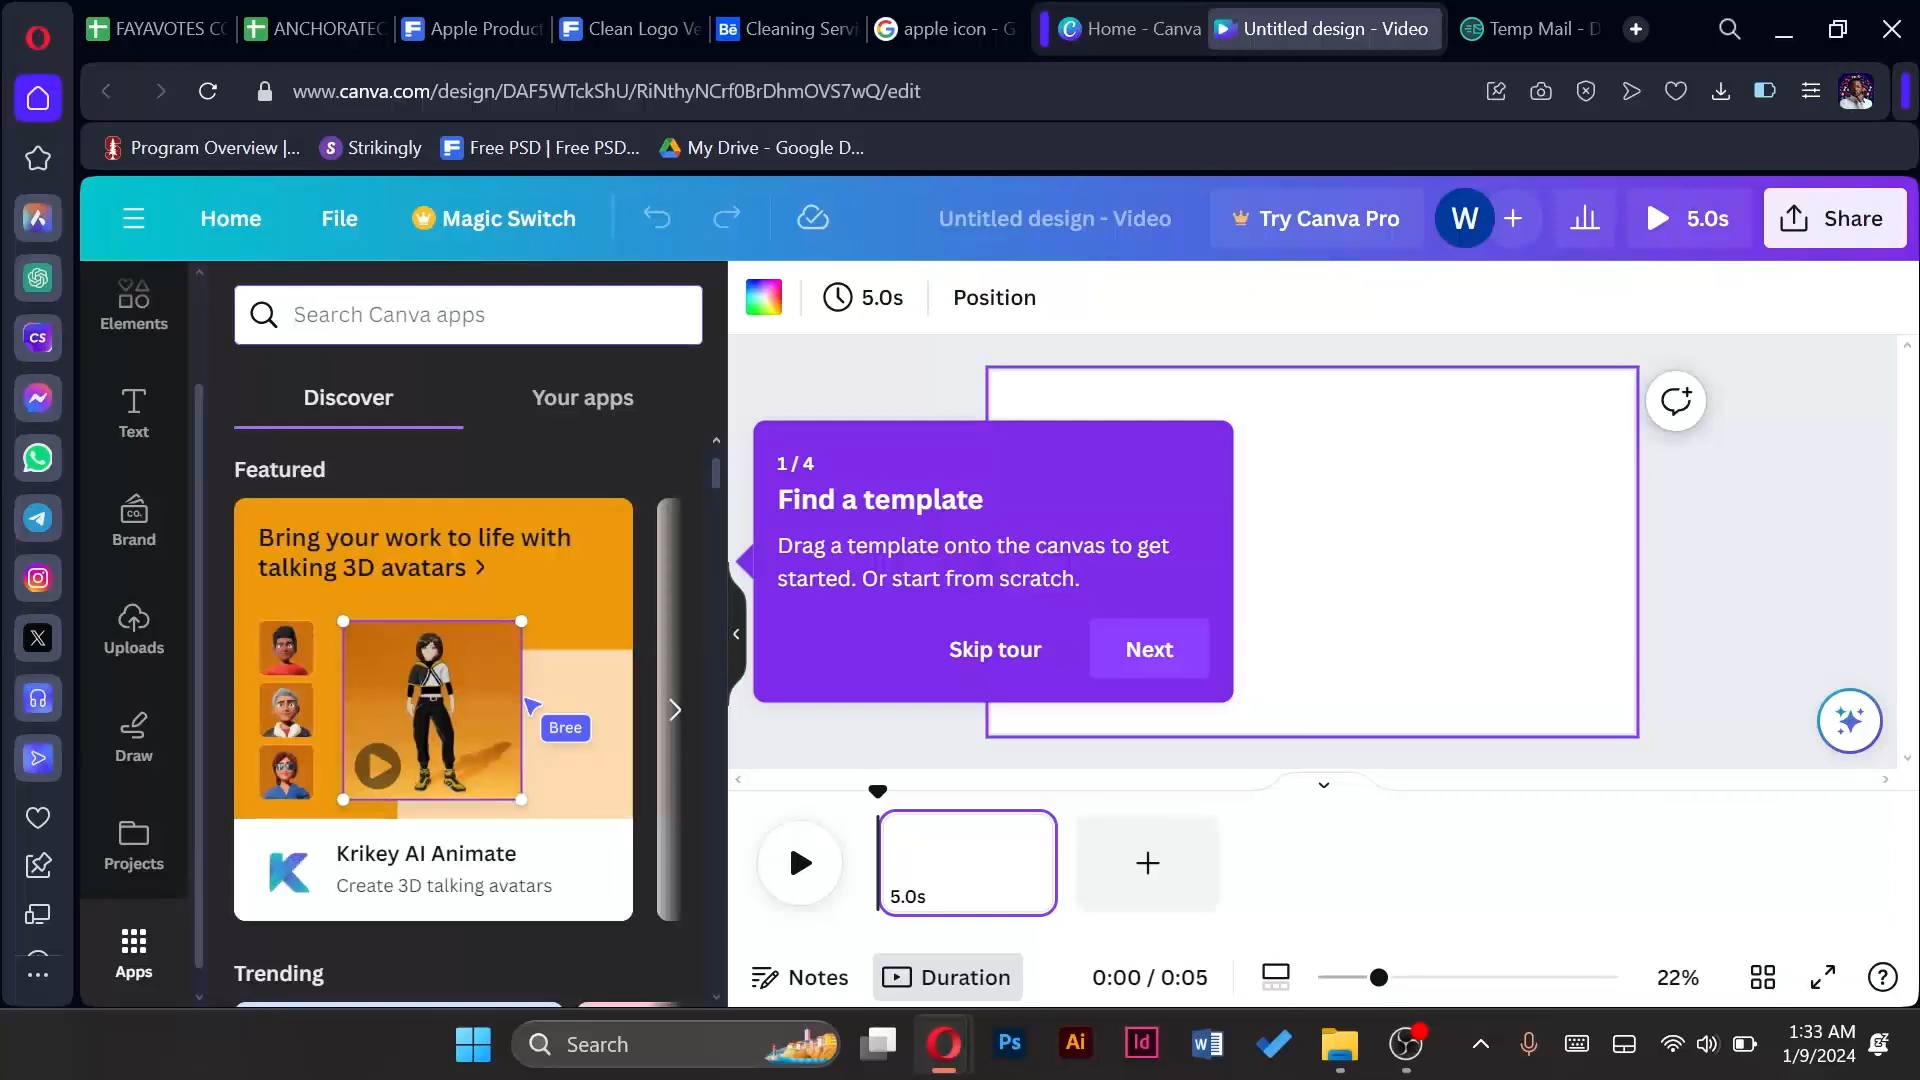 FAYAVOTES CO
ANCHORATEC
Apple Product
Clean Logo Ve
Bē Cleaning Servi
apple icon - G
Home - Canva
Untitled design - Video
Temp Mail - D
www.canva.com/design/DAF5WTckShU/RiNthyNCrf0BrDhmOVS7wQ/edit
Program Overview |...
Strikingly
Free PSD | Free PSD...
My Drive - Google D...
Home
File
Magic Switch
Untitled design - Video
Try Canva Pro
W
5.0s
Share
Elements
Text
Brand
Uploads
Draw
Projects
Apps
Search Canva apps
Discover
Your apps
Featured
Bring your work to life with
talking 3D avatars >
Bree
Krikey AI Animate
Create 3D talking avatars
Trending
5.0s
Position
1 / 4
Find a template
Drag a template onto the canvas to get
started. Or start from scratch.
Skip tour
Next
5.0s
Notes
Duration
0:00 / 0:05
22%
Search
Ps
Ai
Id
1:33 AM
1/9/2024